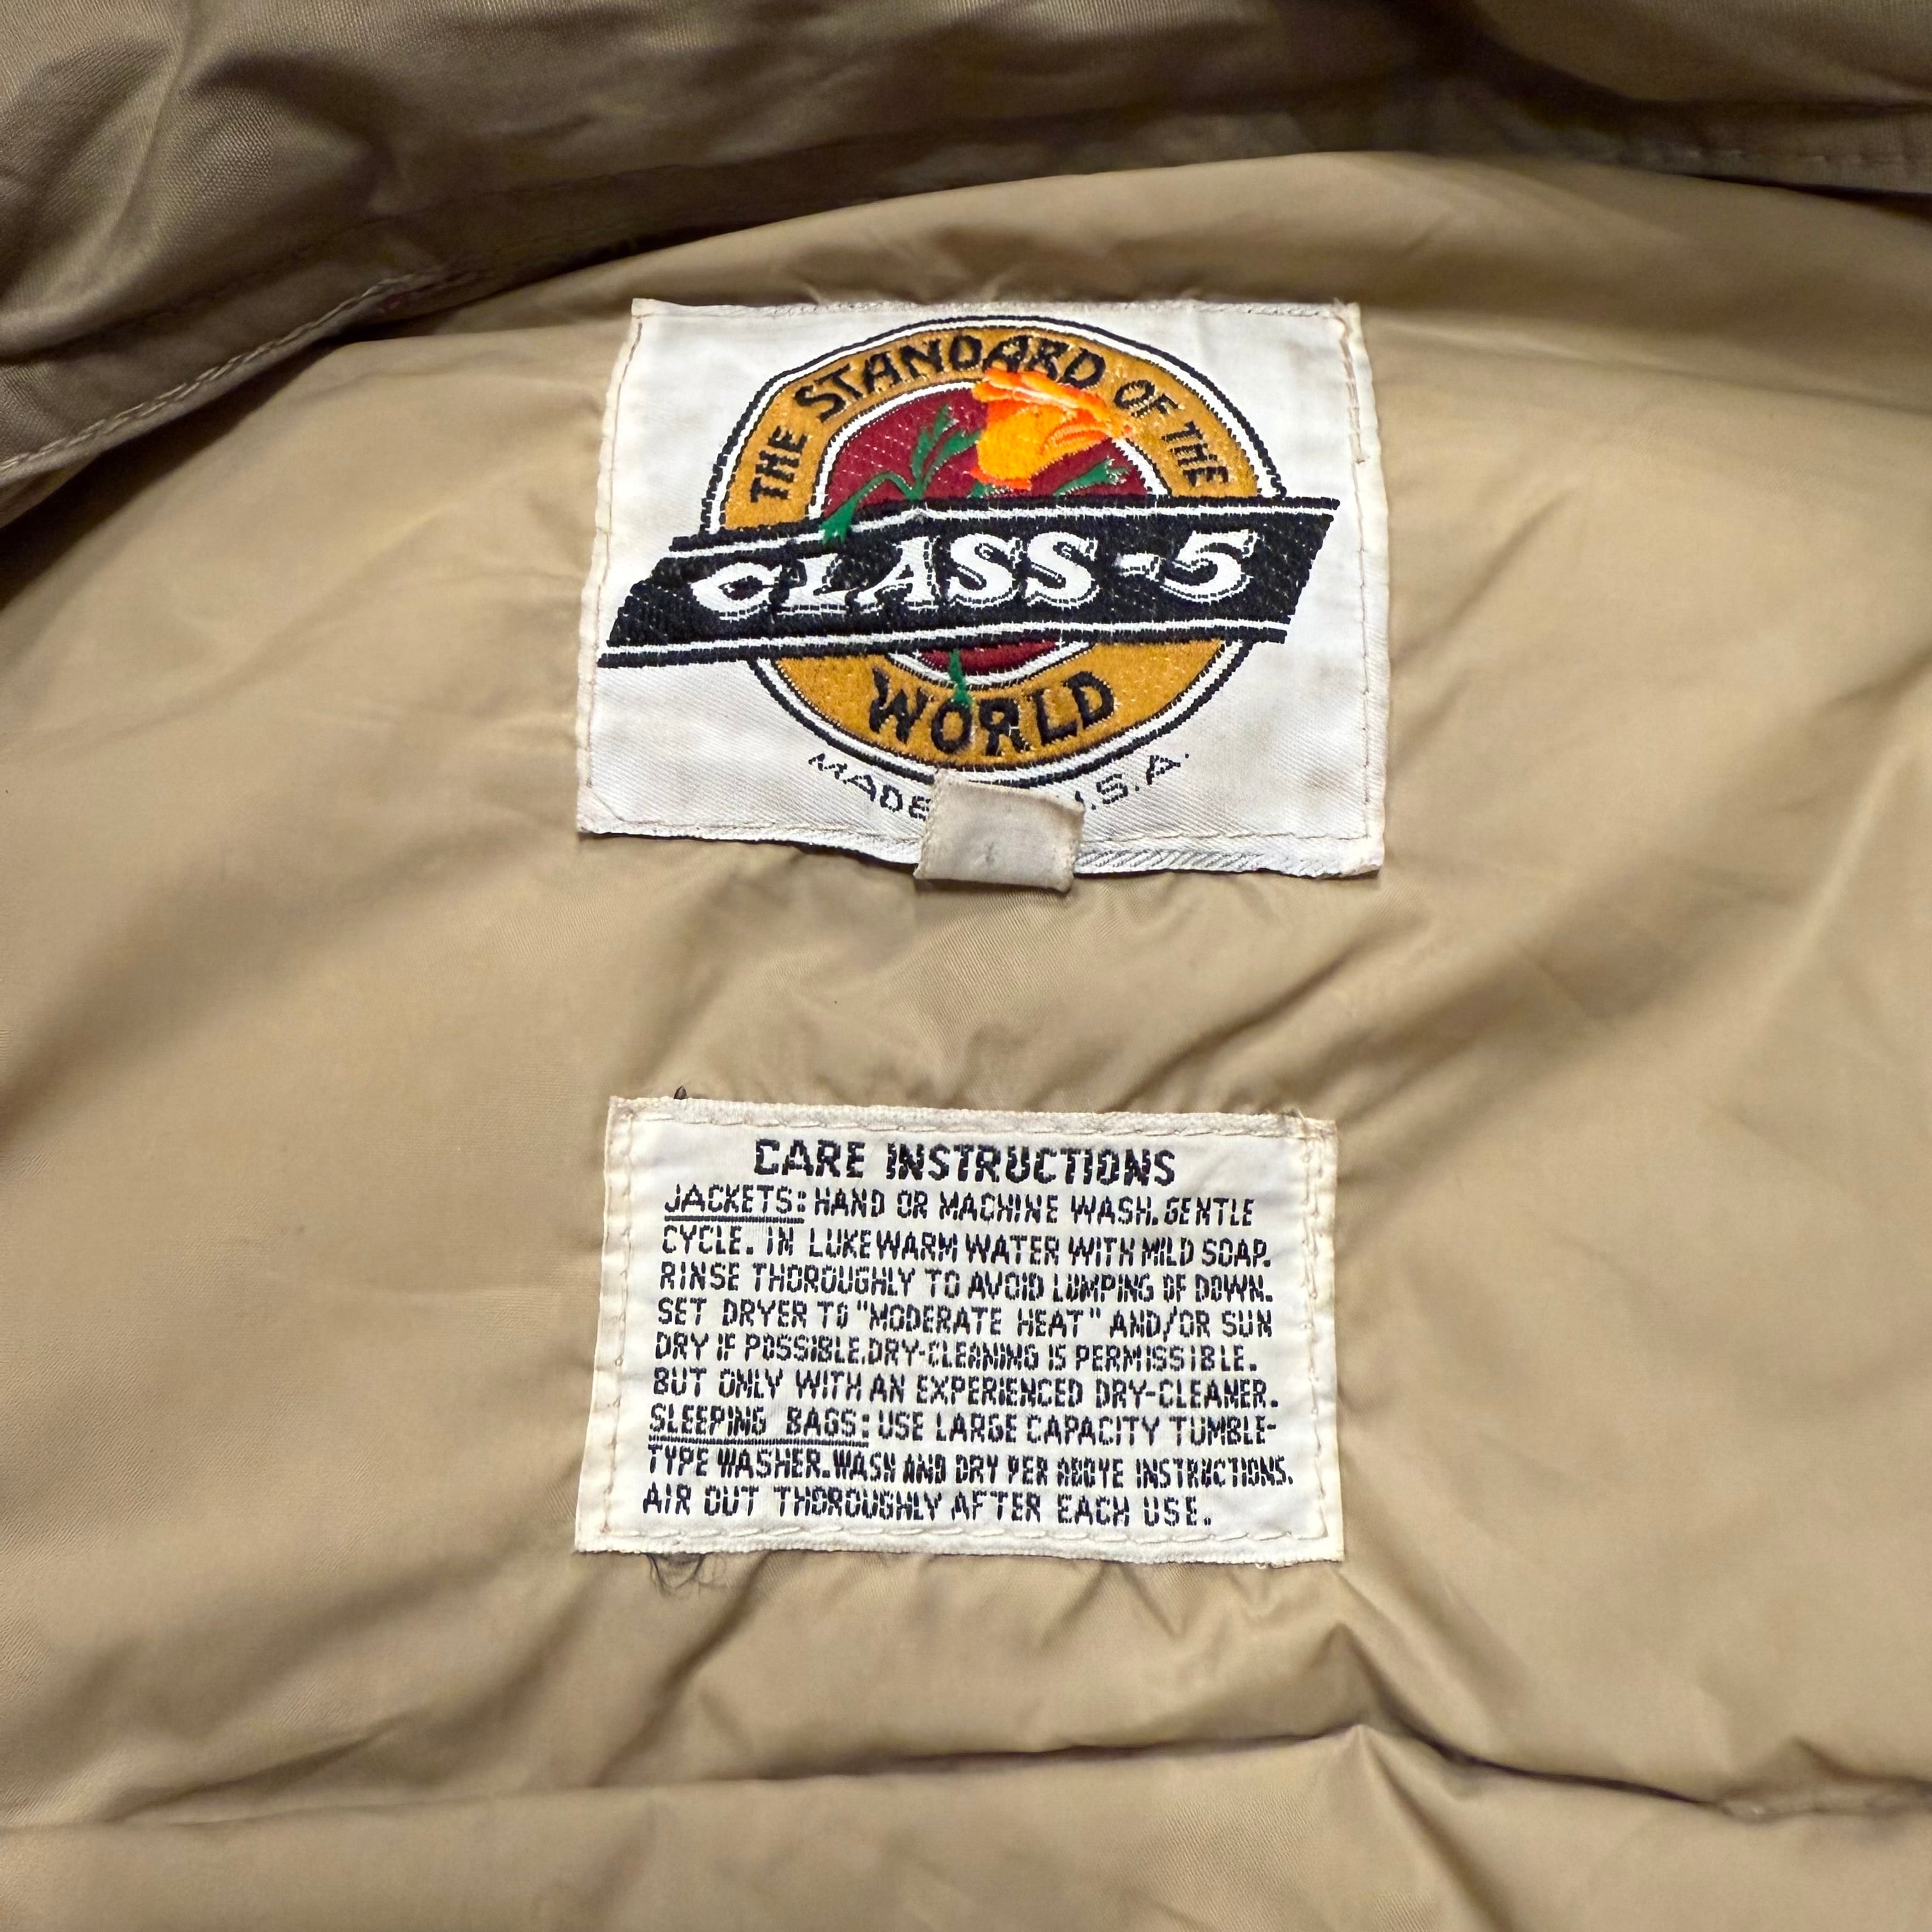 THE STANDARD OF THE
CLASS-5
WORLD
MADE U.S.A.
CARE INSTRUCTIONS
JACKETS: HAND OR MACHINE WASH. GENTLE
CYCLE. IN LUKEWARM WATER WITH MILD SOAP.
RINSE THOROUGHLY TO AVOID LUMPING OF DOWN.
SET DRYER TO "MODERATE HEAT" AND/OR SUN
DRY IF POSSIBLE.DRY-CLEANING IS PERMISSIBLE.
BUT ONLY WITH AN EXPERIENCED DRY-CLEANER.
SLEEPING BAGS: USE LARGE CAPACITY TUMBLE-
TYPE WASHER.WASH AND DRY PER ABOVE INSTRUCTIONS.
AIR OUT THOROUGHLY AFTER EACH USE.